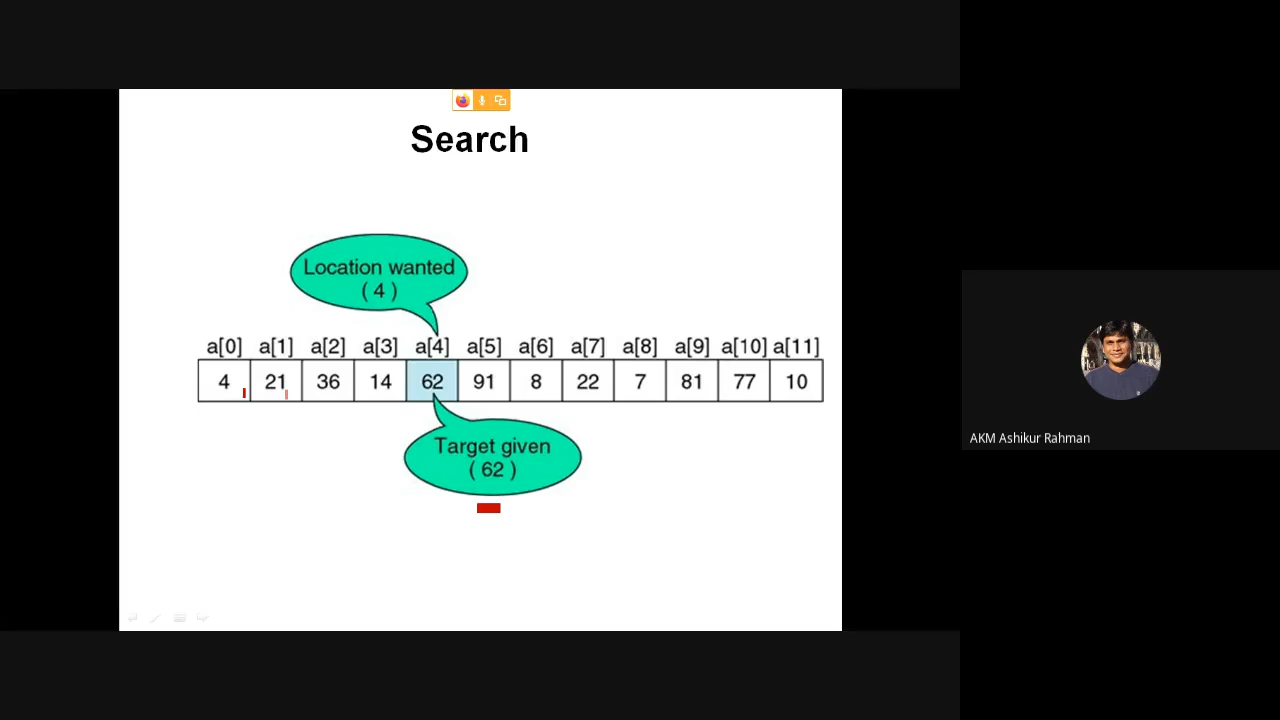 Search
Location wanted
( 4 )
a[0] a[1] a[2] a[3] a[4] a[5] a[6] a[7] a[8] a[9] a[10] a[11]
4 21 36 14 62 91 8 22 7 81 77 10
Target given
( 62 )
AKM Ashikur Rahman